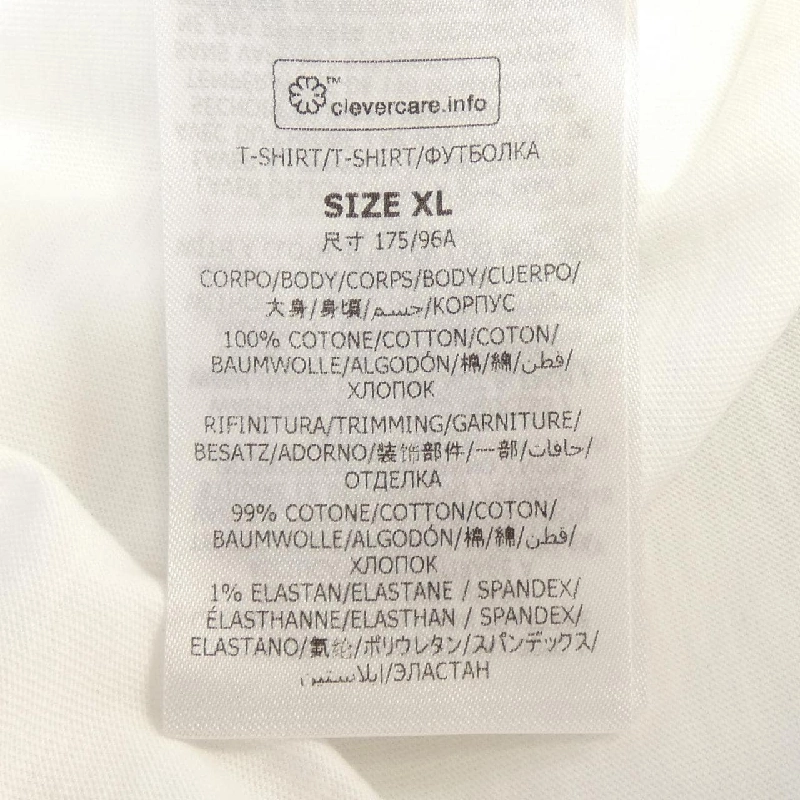 clevercare.info™
T-SHIRT/T-SHIRT/ФУТБОЛКА
SIZE XL
尺寸 175/96A
CORPO/BODY/CORPS/BODY/CUERPO/
大身/身頃/جسم/КОРПУС
100% COTONE/COTTON/COTON/
BAUMWOLLE/ALGODÓN/棉/綿/قطن/
ХЛОПОК
RIFINITURA/TRIMMING/GARNITURE/
BESATZ/ADORNO/装饰部件/一部/حافات/
ОТДЕЛКА
99% COTONE/COTTON/COTON/
BAUMWOLLE/ALGODÓN/棉/綿/قطن/
ХЛОПОК
1% ELASTAN/ELASTANE / SPANDEX/
ÉLASTHANNE/ELASTHAN / SPANDEX/
ELASTANO/氨纶/ポリウレタン/スパンデックス/
إيلاستين/ЭЛАСТАН